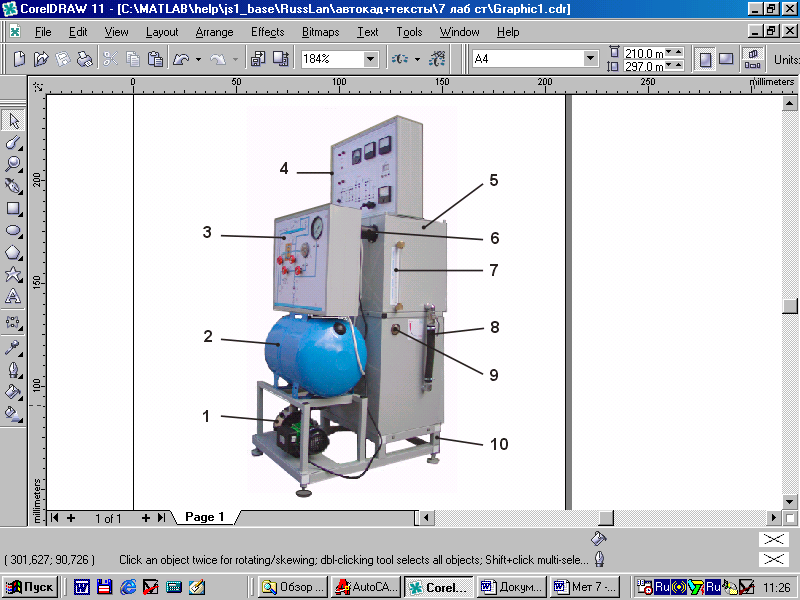 CorelDRAW 11 - [C:\MATLAB\help\js1_base\RussLan\автокад+тексты\7 лаб ст\Graphic1.cdr]
File Edit View Layout Arrange Effects Bitmaps Text Tools Window Help
184% A4 210.0 m 297.0 m Units:
0 50 100 150 200 250 millimeters
200
150
100
millimeters
4
5
3
6
7
2
8
9
1
10
1 of 1 Page 1
( 301,627; 90,726 ) Click an object twice for rotating/skewing; dbl-clicking tool selects all objects; Shift+click multi-sele...
Пуск Обзор ... AutoCA... Corel... Докум... Мет 7 -... Ru Ru 11:26